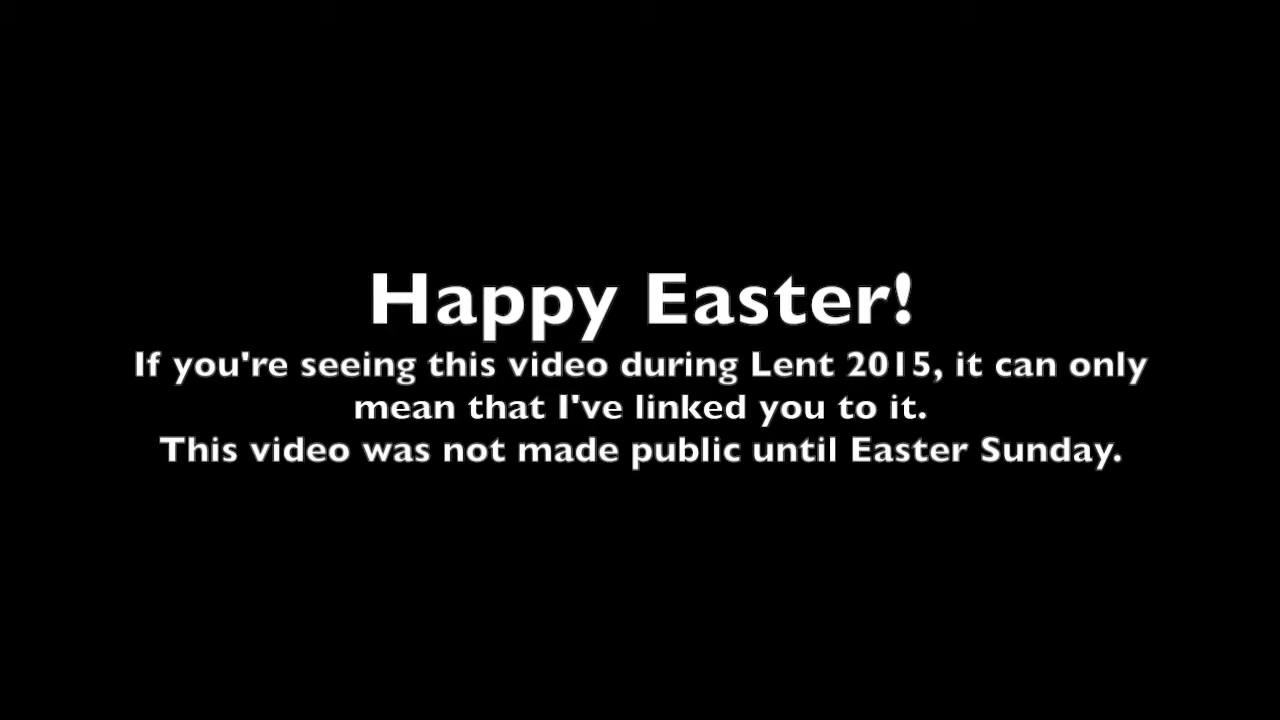 Happy Easter!
If you're seeing this video during Lent 2015, it can only
mean that I've linked you to it.
This video was not made public until Easter Sunday.